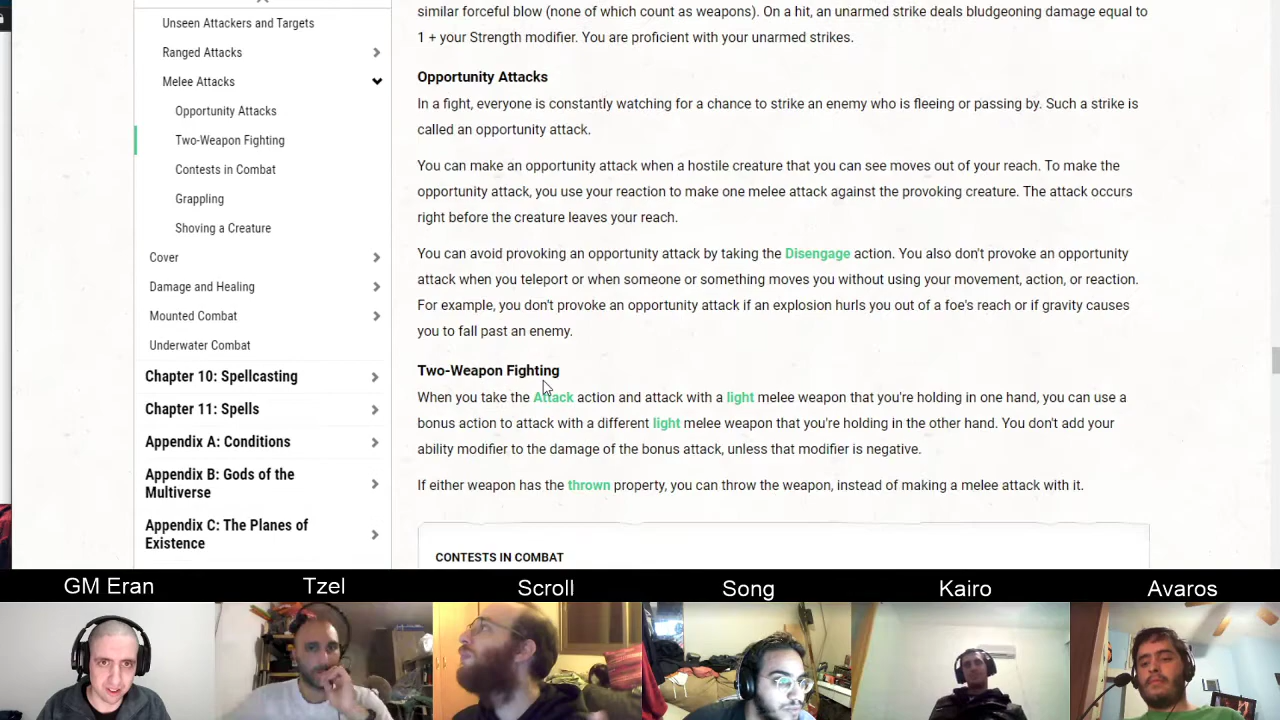 Unseen Attackers and Targets
Ranged Attacks
Melee Attacks
Opportunity Attacks
Two-Weapon Fighting
Contests in Combat
Grappling
Shoving a Creature
Cover
Damage and Healing
Mounted Combat
Underwater Combat
Chapter 10: Spellcasting
Chapter 11: Spells
Appendix A: Conditions
Appendix B: Gods of the
Multiverse
Appendix C: The Planes of
Existence
similar forceful blow (none of which count as weapons). On a hit, an unarmed strike deals bludgeoning damage equal to
1 + your Strength modifier. You are proficient with your unarmed strikes.
Opportunity Attacks
In a fight, everyone is constantly watching for a chance to strike an enemy who is fleeing or passing by. Such a strike is
called an opportunity attack.
You can make an opportunity attack when a hostile creature that you can see moves out of your reach. To make the
opportunity attack, you use your reaction to make one melee attack against the provoking creature. The attack occurs
right before the creature leaves your reach.
You can avoid provoking an opportunity attack by taking the Disengage action. You also don't provoke an opportunity
attack when you teleport or when someone or something moves you without using your movement, action, or reaction.
For example, you don't provoke an opportunity attack if an explosion hurls you out of a foe's reach or if gravity causes
you to fall past an enemy.
Two-Weapon Fighting
When you take the Attack action and attack with a light melee weapon that you're holding in one hand, you can use a
bonus action to attack with a different light melee weapon that you're holding in the other hand. You don't add your
ability modifier to the damage of the bonus attack, unless that modifier is negative.
If either weapon has the thrown property, you can throw the weapon, instead of making a melee attack with it.
CONTESTS IN COMBAT
GM Eran
Tzel
Scroll
Song
Kairo
Avaros